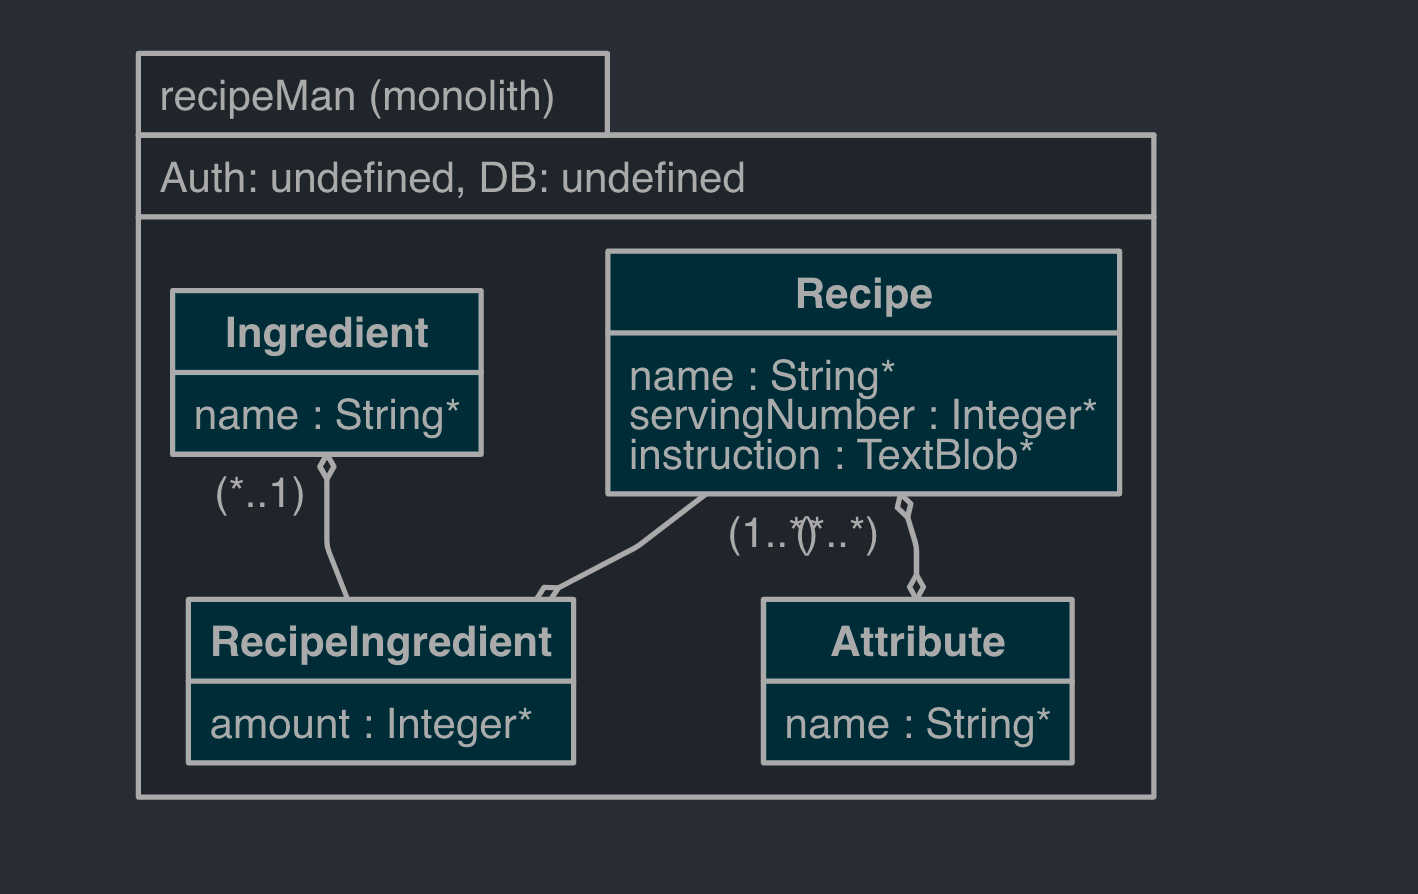 recipeMan (monolith)
Auth: undefined, DB: undefined
Ingredient
name : String*
Recipe
name : String*
servingNumber : Integer*
instruction : TextBlob*
(*..1)
(1..*)
(*..*)
RecipeIngredient
amount : Integer*
Attribute
name : String*